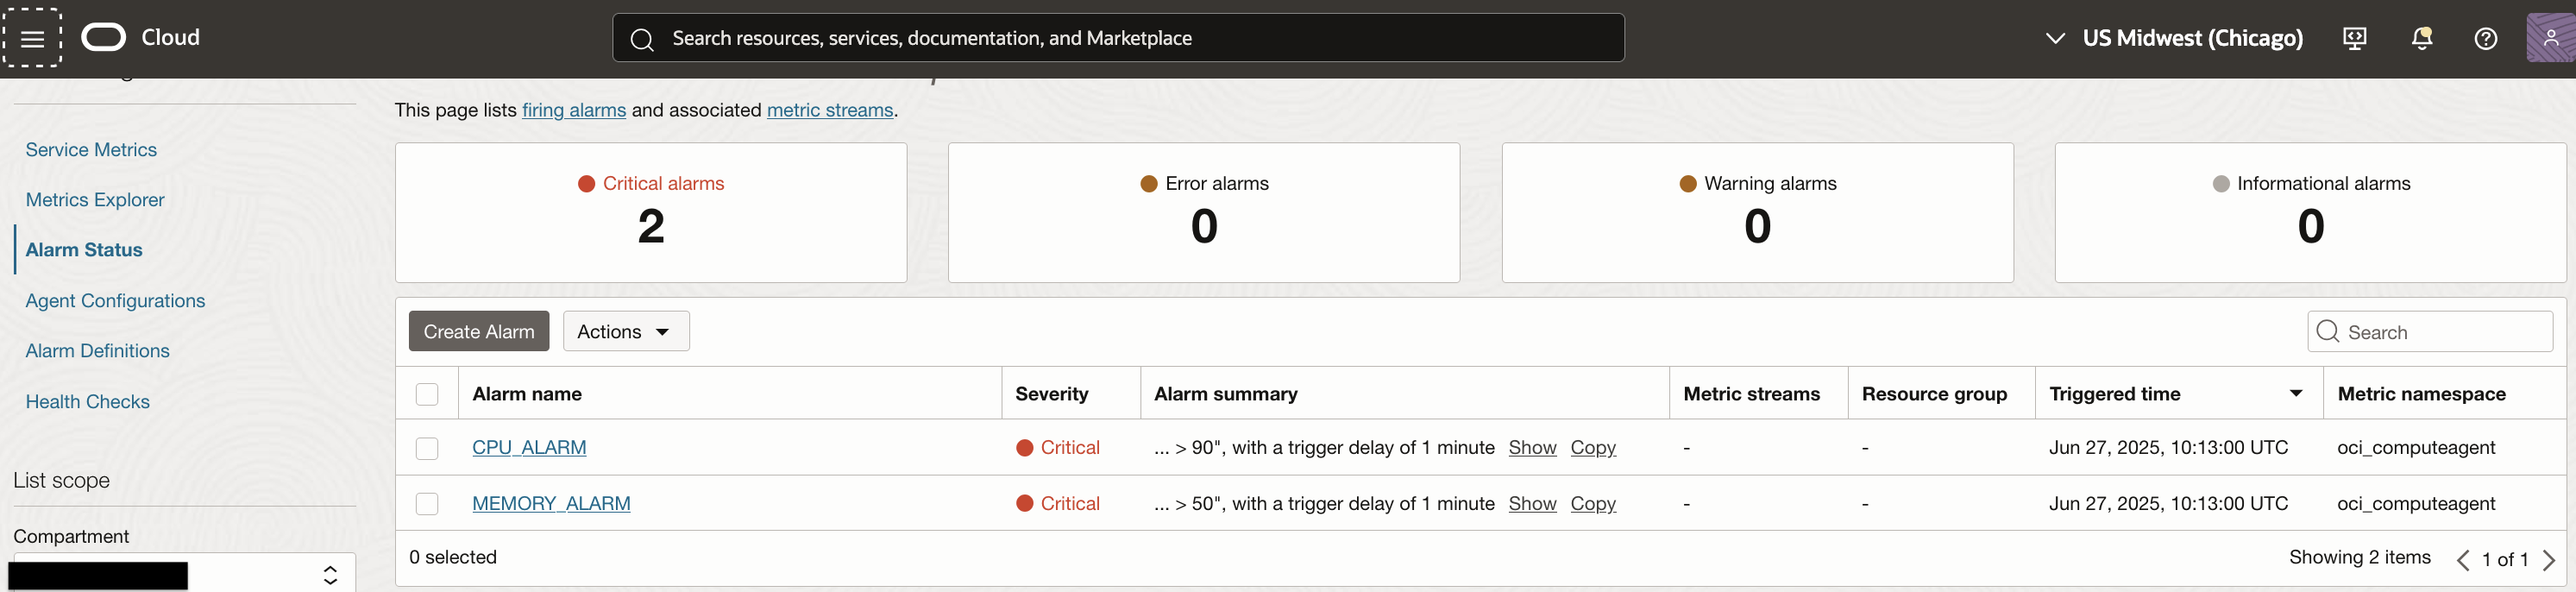 Cloud
Search resources, services, documentation, and Marketplace
US Midwest (Chicago)
This page lists firing alarms and associated metric streams.
Service Metrics
Metrics Explorer
Alarm Status
Agent Configurations
Alarm Definitions
Health Checks
List scope
Compartment
Critical alarms
2
Error alarms
0
Warning alarms
0
Informational alarms
0
Create Alarm Actions Search
Alarm name Severity Alarm summary Metric streams Resource group Triggered time Metric namespace
CPU_ALARM Critical ... > 90", with a trigger delay of 1 minute Show Copy - - Jun 27, 2025, 10:13:00 UTC oci_computeagent
MEMORY_ALARM Critical ... > 50", with a trigger delay of 1 minute Show Copy - - Jun 27, 2025, 10:13:00 UTC oci_computeagent
0 selected Showing 2 items 1 of 1